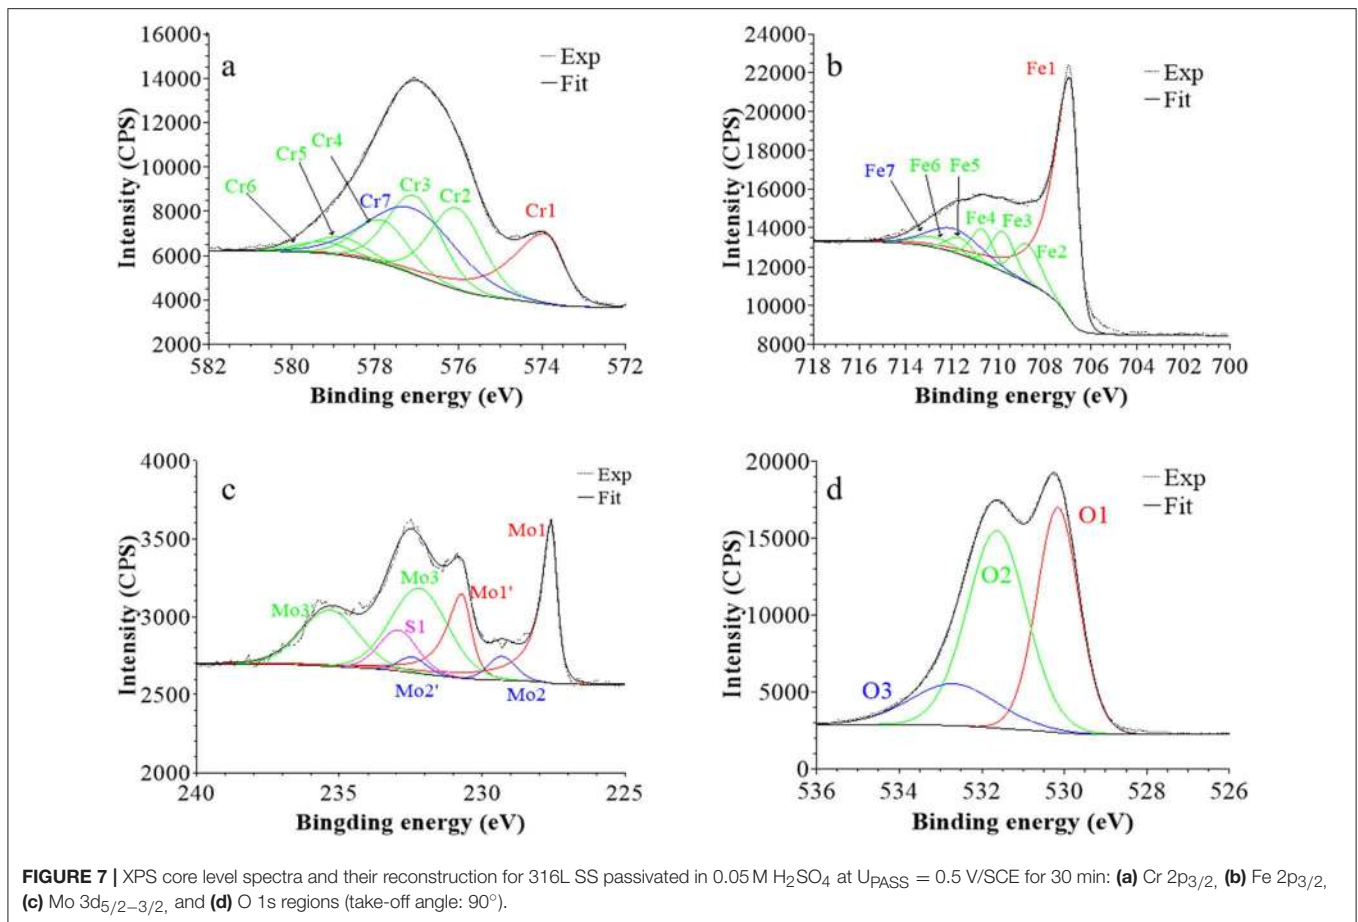 a
Exp
Fit
Cr6
Cr5
Cr4
Cr7
Cr3
Cr2
Cr1
16000
14000
12000
10000
8000
6000
4000
2000
Intensity (CPS)
582
580
578
576
574
572
Binding energy (eV)
b
Exp
Fit
Fe1
Fe7
Fe6
Fe5
Fe4
Fe3
Fe2
24000
22000
20000
18000
16000
14000
12000
10000
8000
Intensity (CPS)
718 716 714 712 710 708 706 704 702 700
Binding energy (eV)
c
Exp
Fit
Mo3'
Mo3
S1
Mo2'
Mo1'
Mo2
Mo1
4000
3500
3000
2500
2000
Intensity (CPS)
240
235
230
225
Bingding energy (eV)
d
Exp
Fit
O1
O2
O3
20000
15000
10000
5000
0
Intensity (CPS)
536
534
532
530
528
526
Binding energy (eV)
FIGURE 7 | XPS core level spectra and their reconstruction for 316L SS passivated in 0.05 M H₂SO₄ at U_PASS = 0.5 V/SCE for 30 min: (a) Cr 2p₃/₂, (b) Fe 2p₃/₂,
(c) Mo 3d₅/₂₋₃/₂, and (d) O 1s regions (take-off angle: 90°).